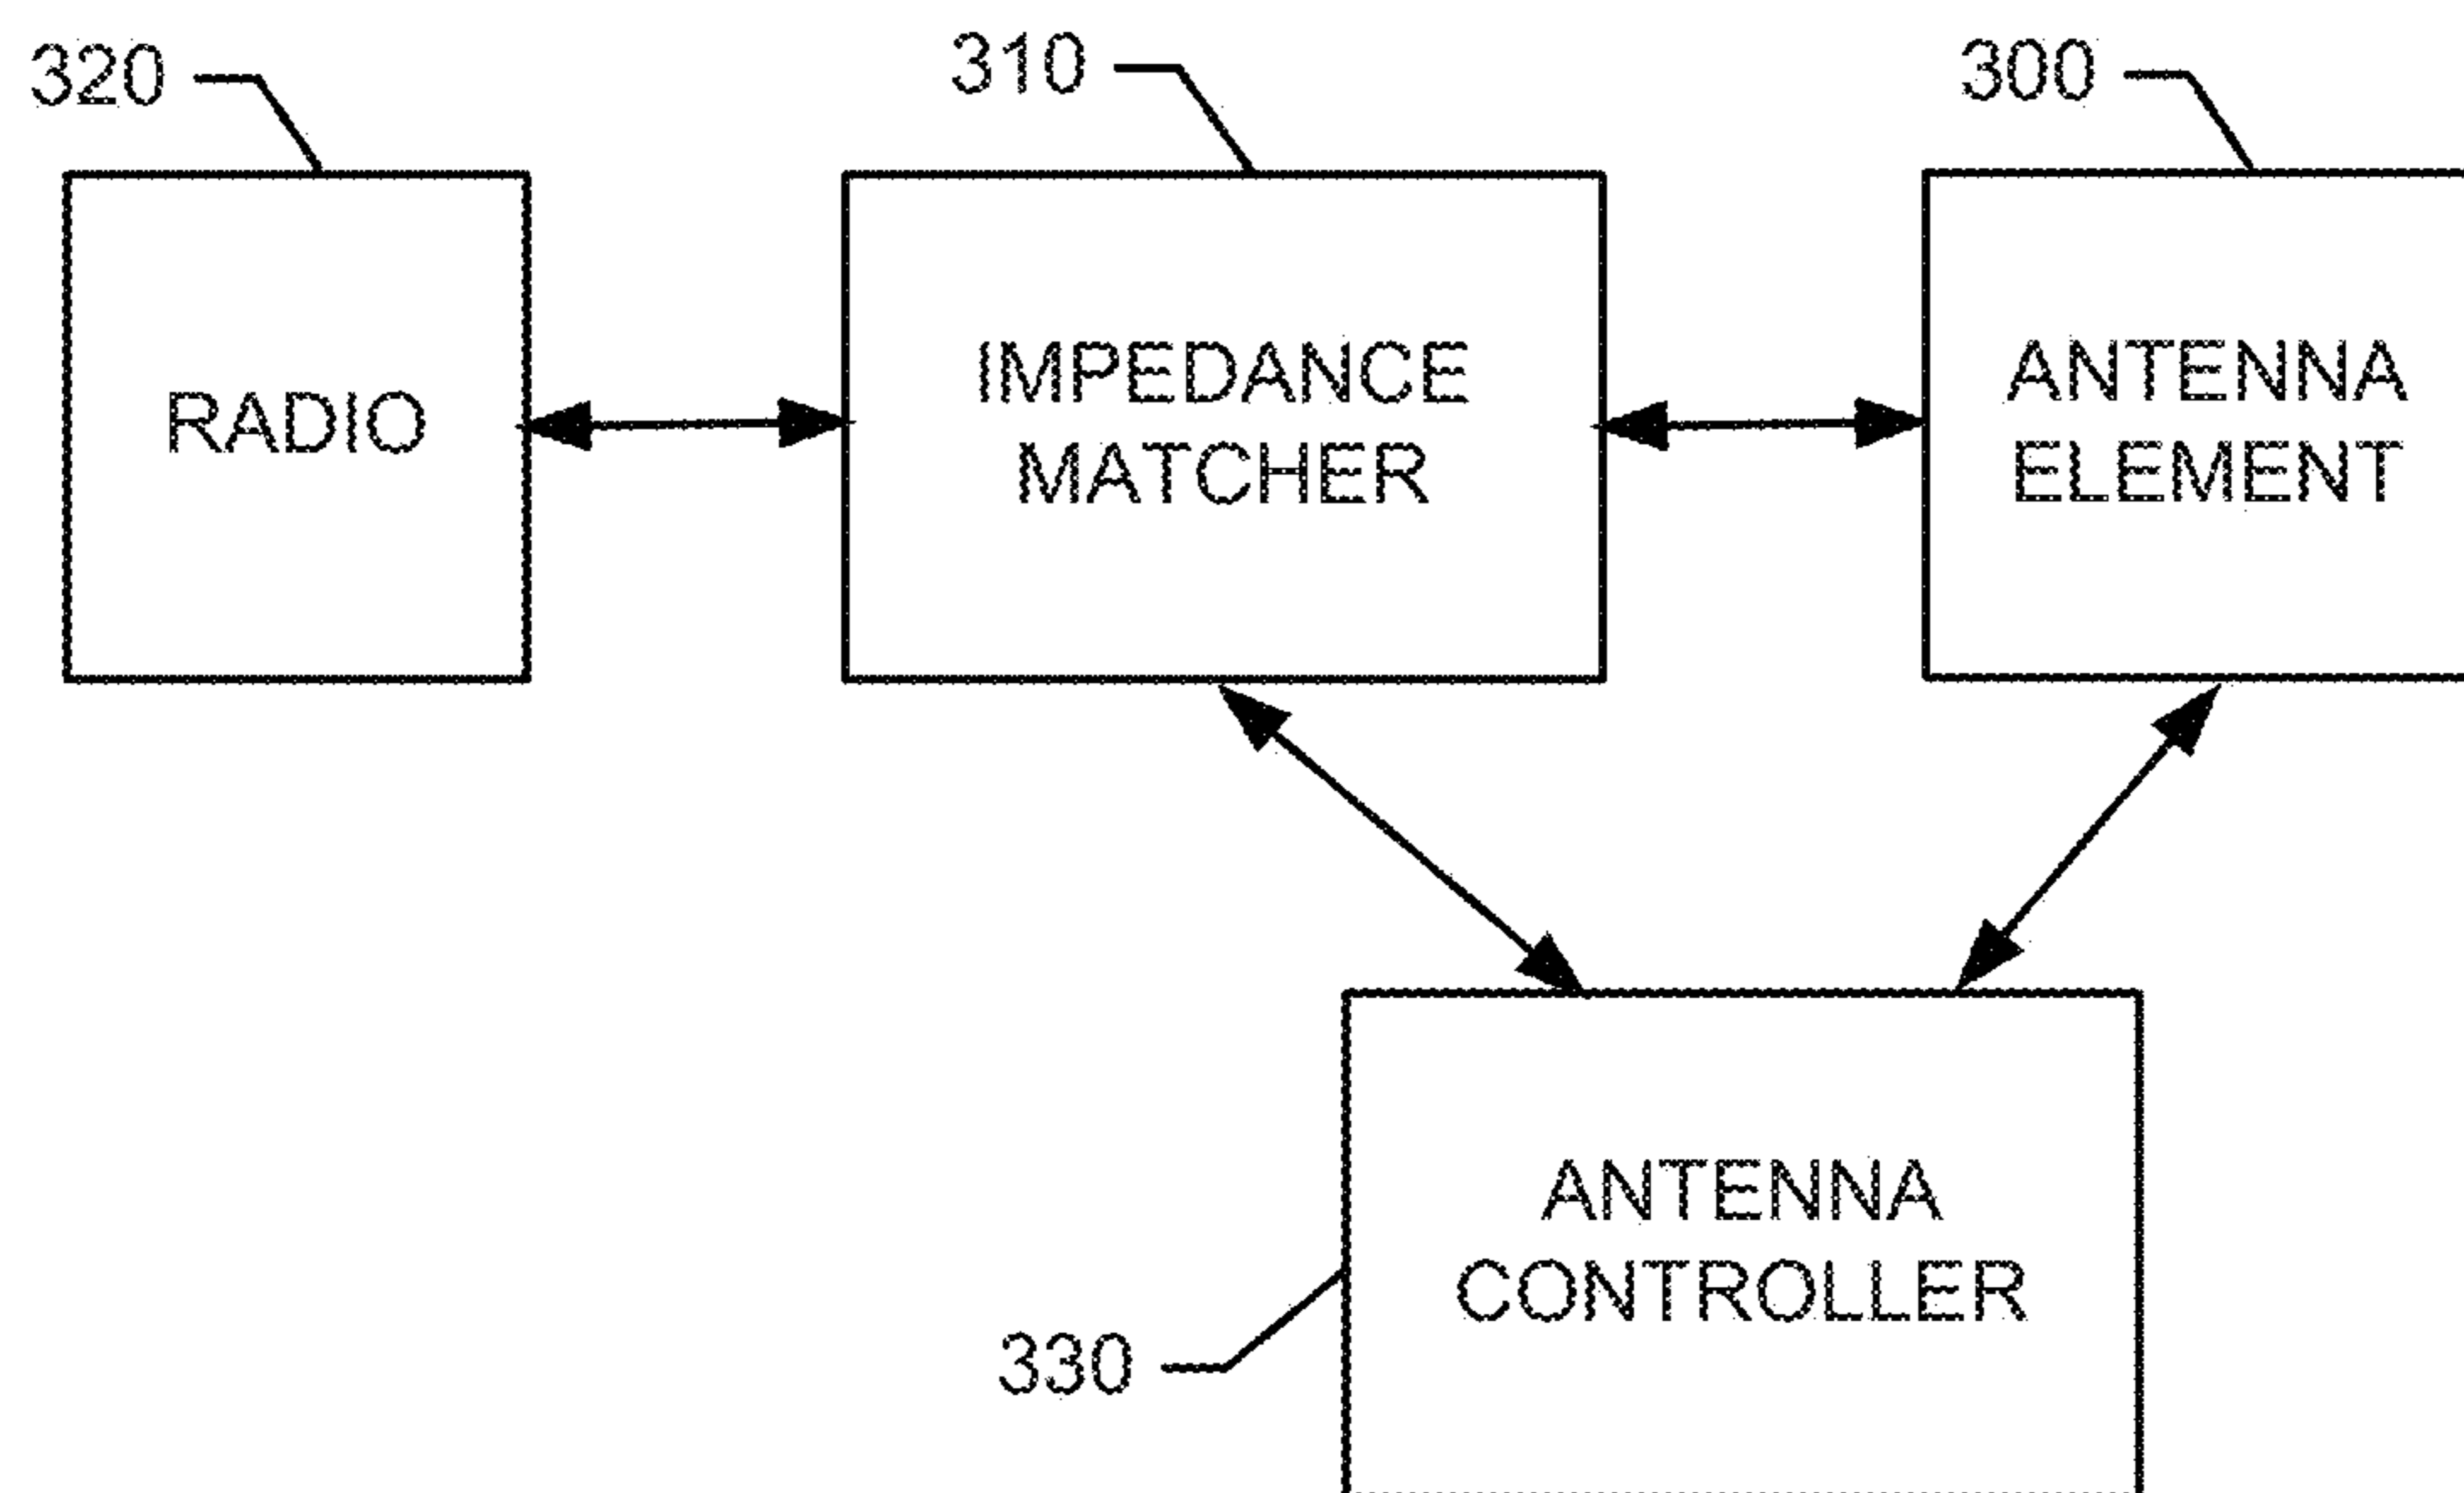 320
310
300
RADIO
IMPEDANCE
MATCHER
ANTENNA
ELEMENT
ANTENNA
CONTROLLER
330